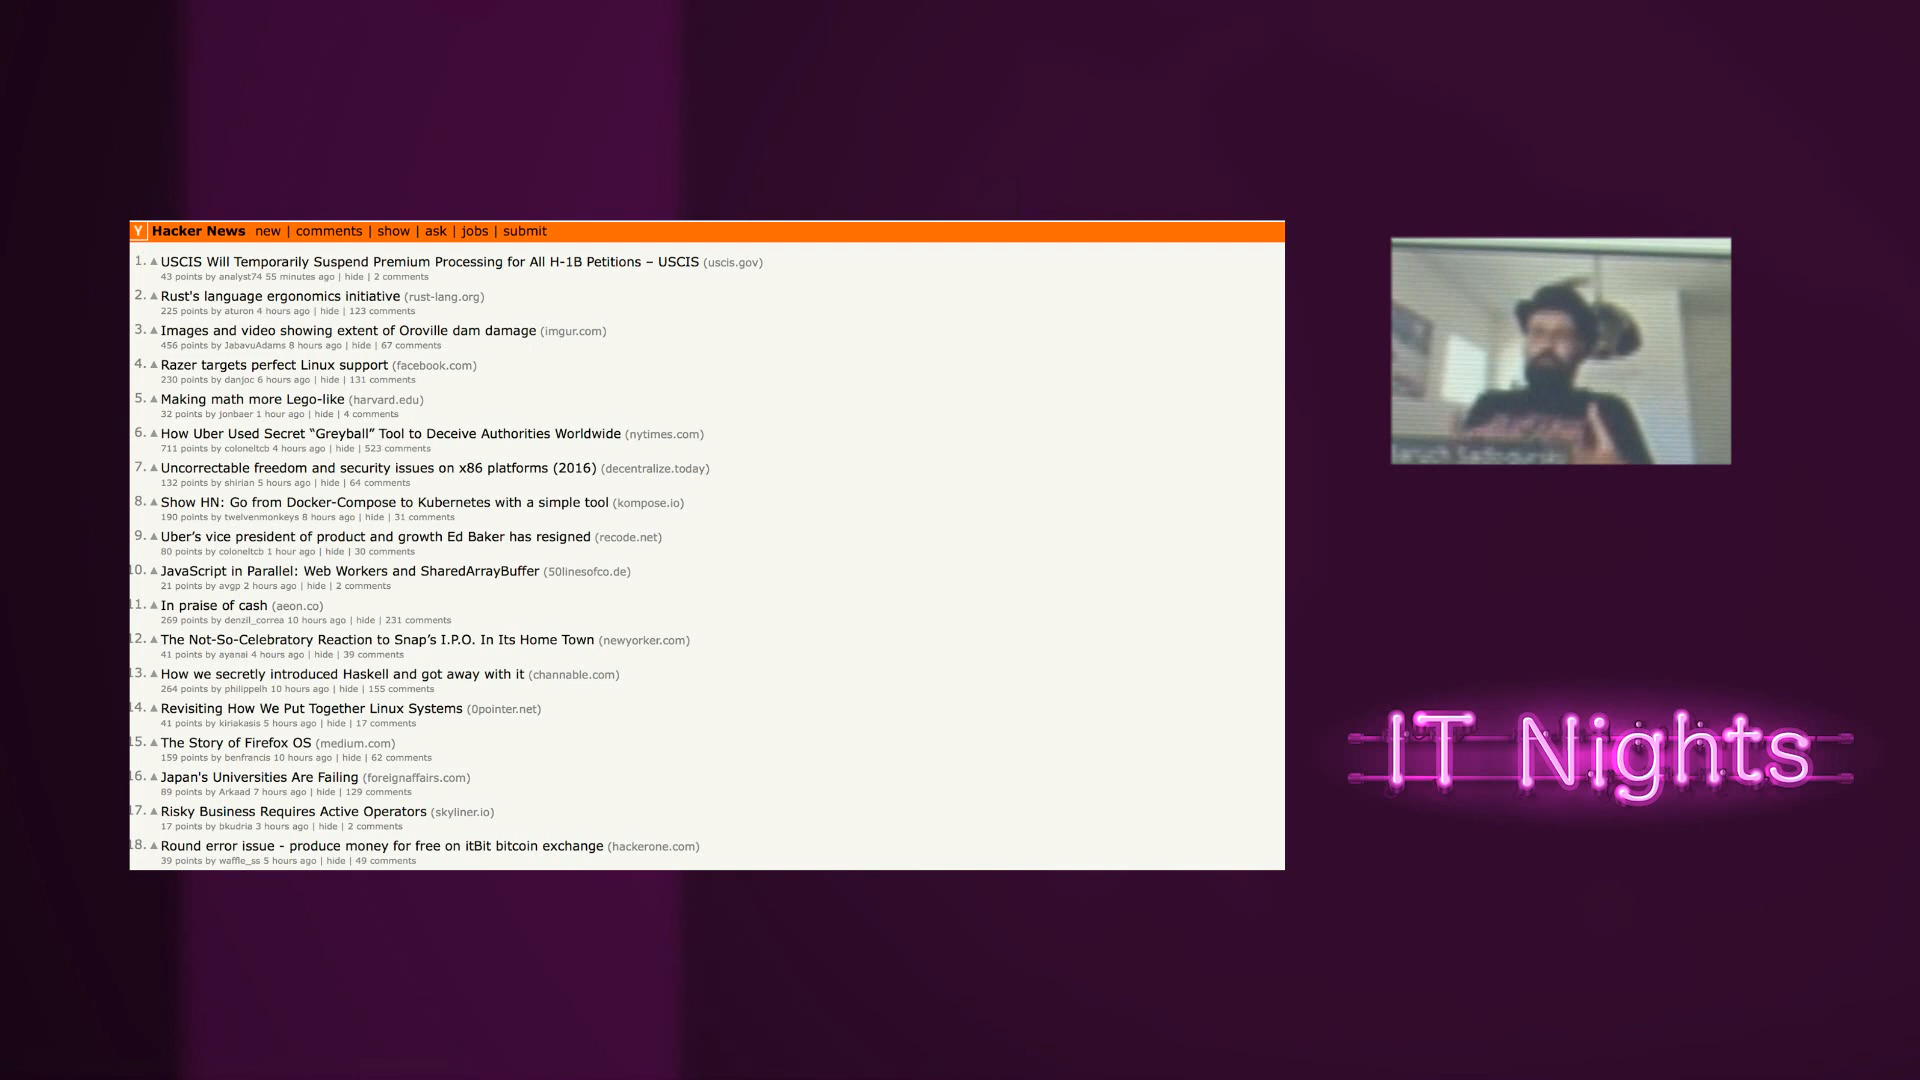 Y Hacker News new | comments | show | ask | jobs | submit
1. ▲ USCIS Will Temporarily Suspend Premium Processing for All H-1B Petitions – USCIS (uscis.gov)
43 points by analyst74 55 minutes ago | hide | 2 comments
2. ▲ Rust's language ergonomics initiative (rust-lang.org)
225 points by aturon 4 hours ago | hide | 123 comments
3. ▲ Images and video showing extent of Oroville dam damage (imgur.com)
456 points by JabavuAdams 8 hours ago | hide | 67 comments
4. ▲ Razer targets perfect Linux support (facebook.com)
230 points by danjoc 6 hours ago | hide | 131 comments
5. ▲ Making math more Lego-like (harvard.edu)
32 points by jonbaer 1 hour ago | hide | 4 comments
6. ▲ How Uber Used Secret “Greyball” Tool to Deceive Authorities Worldwide (nytimes.com)
711 points by coloneltcb 4 hours ago | hide | 523 comments
7. ▲ Uncorrectable freedom and security issues on x86 platforms (2016) (decentralize.today)
132 points by shirian 5 hours ago | hide | 64 comments
8. ▲ Show HN: Go from Docker-Compose to Kubernetes with a simple tool (kompose.io)
190 points by twelvenmonkeys 8 hours ago | hide | 31 comments
9. ▲ Uber’s vice president of product and growth Ed Baker has resigned (recode.net)
80 points by coloneltcb 1 hour ago | hide | 30 comments
10. ▲ JavaScript in Parallel: Web Workers and SharedArrayBuffer (50linesofco.de)
21 points by avgp 2 hours ago | hide | 2 comments
11. ▲ In praise of cash (aeon.co)
269 points by denzil_correa 10 hours ago | hide | 231 comments
12. ▲ The Not-So-Celebratory Reaction to Snap’s I.P.O. In Its Home Town (newyorker.com)
41 points by ayanai 4 hours ago | hide | 39 comments
13. ▲ How we secretly introduced Haskell and got away with it (channable.com)
264 points by philippelh 10 hours ago | hide | 155 comments
14. ▲ Revisiting How We Put Together Linux Systems (0pointer.net)
41 points by kiriakasis 5 hours ago | hide | 17 comments
15. ▲ The Story of Firefox OS (medium.com)
159 points by benfrancis 10 hours ago | hide | 62 comments
16. ▲ Japan's Universities Are Failing (foreignaffairs.com)
89 points by Arkaad 7 hours ago | hide | 129 comments
17. ▲ Risky Business Requires Active Operators (skyliner.io)
17 points by bkudria 3 hours ago | hide | 2 comments
18. ▲ Round error issue - produce money for free on itBit bitcoin exchange (hackerone.com)
39 points by waffle_ss 5 hours ago | hide | 49 comments
IT Nights